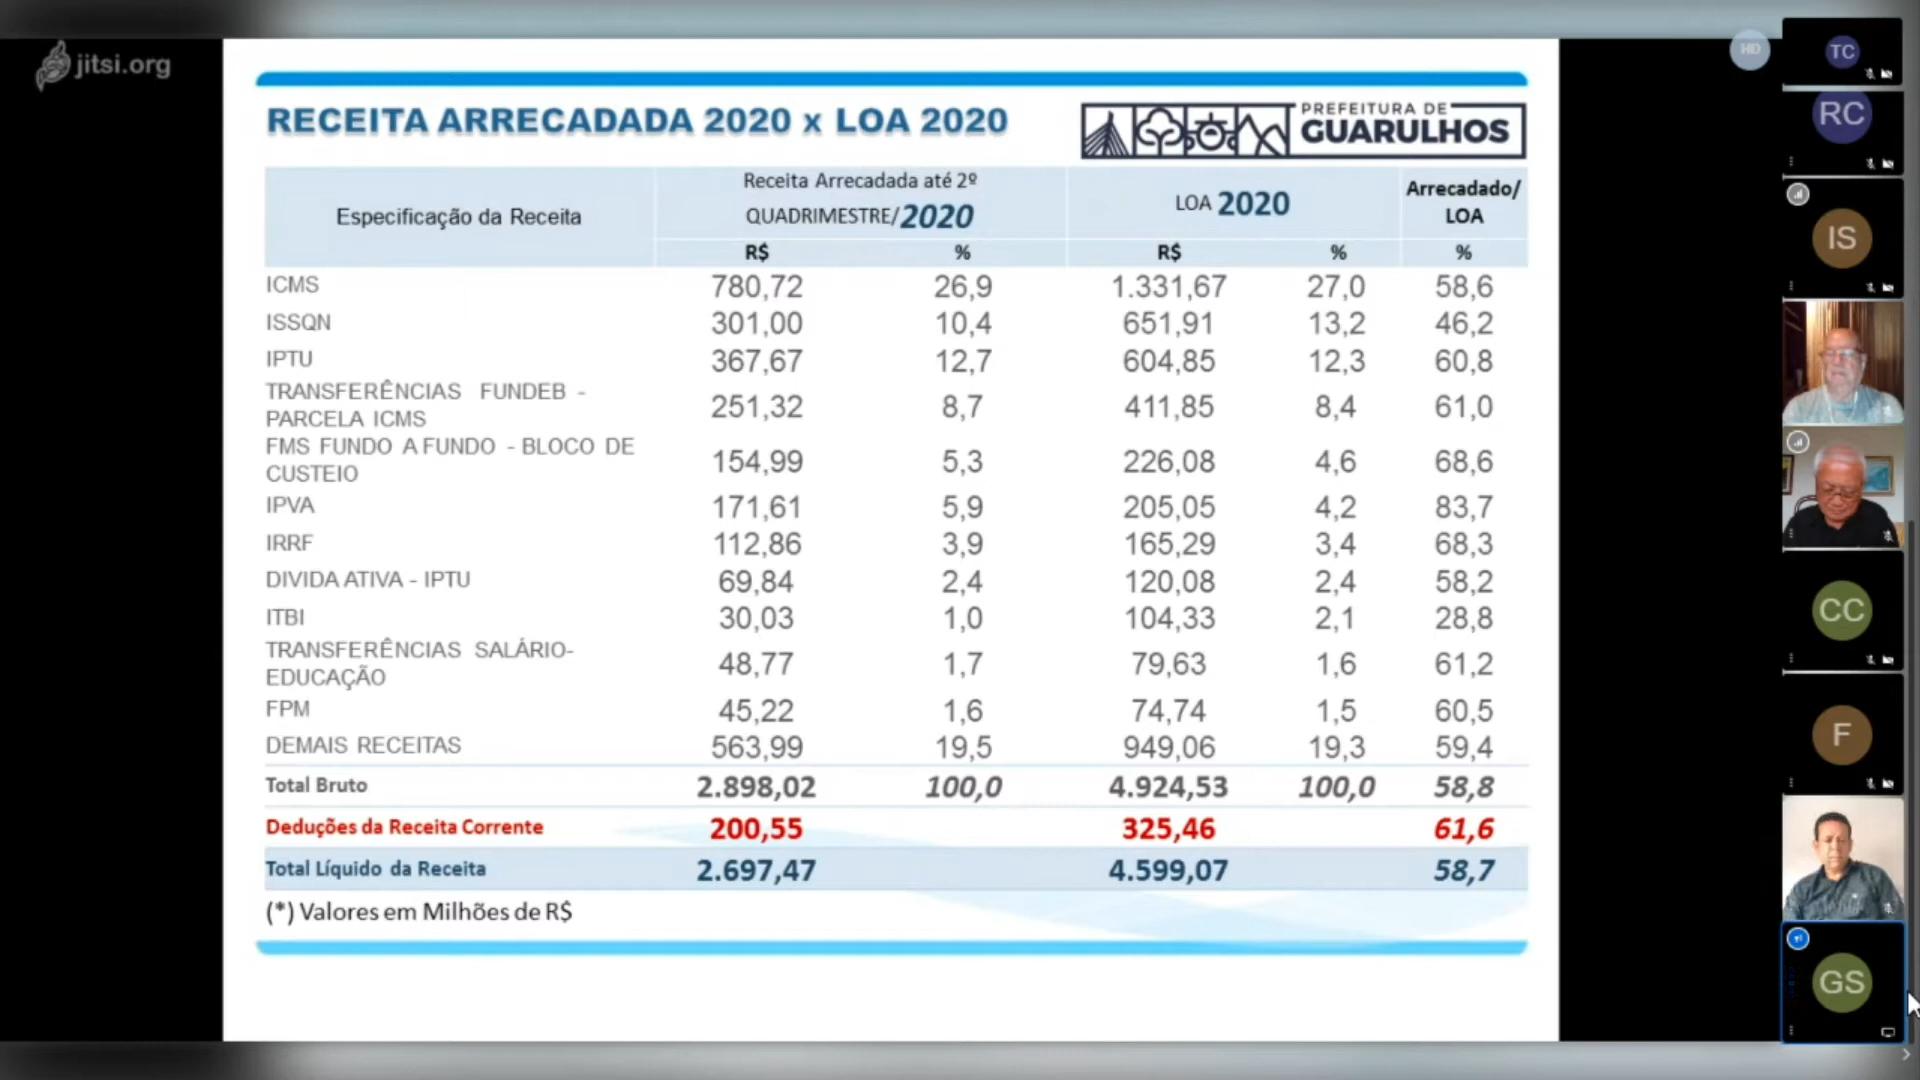 jitsi.org
HD
RECEITA ARRECADADA 2020 x LOA 2020
PREFEITURA DE
GUARULHOS
Especificação da Receita
Receita Arrecadada até 2º
QUADRIMESTRE/2020
LOA 2020
Arrecadado/
LOA
R$ % R$ % %
ICMS 780,72 26,9 1.331,67 27,0 58,6
ISSQN 301,00 10,4 651,91 13,2 46,2
IPTU 367,67 12,7 604,85 12,3 60,8
TRANSFERÊNCIAS FUNDEB -
PARCELA ICMS 251,32 8,7 411,85 8,4 61,0
FMS FUNDO A FUNDO - BLOCO DE
CUSTEIO 154,99 5,3 226,08 4,6 68,6
IPVA 171,61 5,9 205,05 4,2 83,7
IRRF 112,86 3,9 165,29 3,4 68,3
DIVIDA ATIVA - IPTU 69,84 2,4 120,08 2,4 58,2
ITBI 30,03 1,0 104,33 2,1 28,8
TRANSFERÊNCIAS SALÁRIO-
EDUCAÇÃO 48,77 1,7 79,63 1,6 61,2
FPM 45,22 1,6 74,74 1,5 60,5
DEMAIS RECEITAS 563,99 19,5 949,06 19,3 59,4
Total Bruto 2.898,02 100,0 4.924,53 100,0 58,8
Deduções da Receita Corrente 200,55 325,46 61,6
Total Líquido da Receita 2.697,47 4.599,07 58,7
(*) Valores em Milhões de R$
TC
RC
IS
CC
F
GS